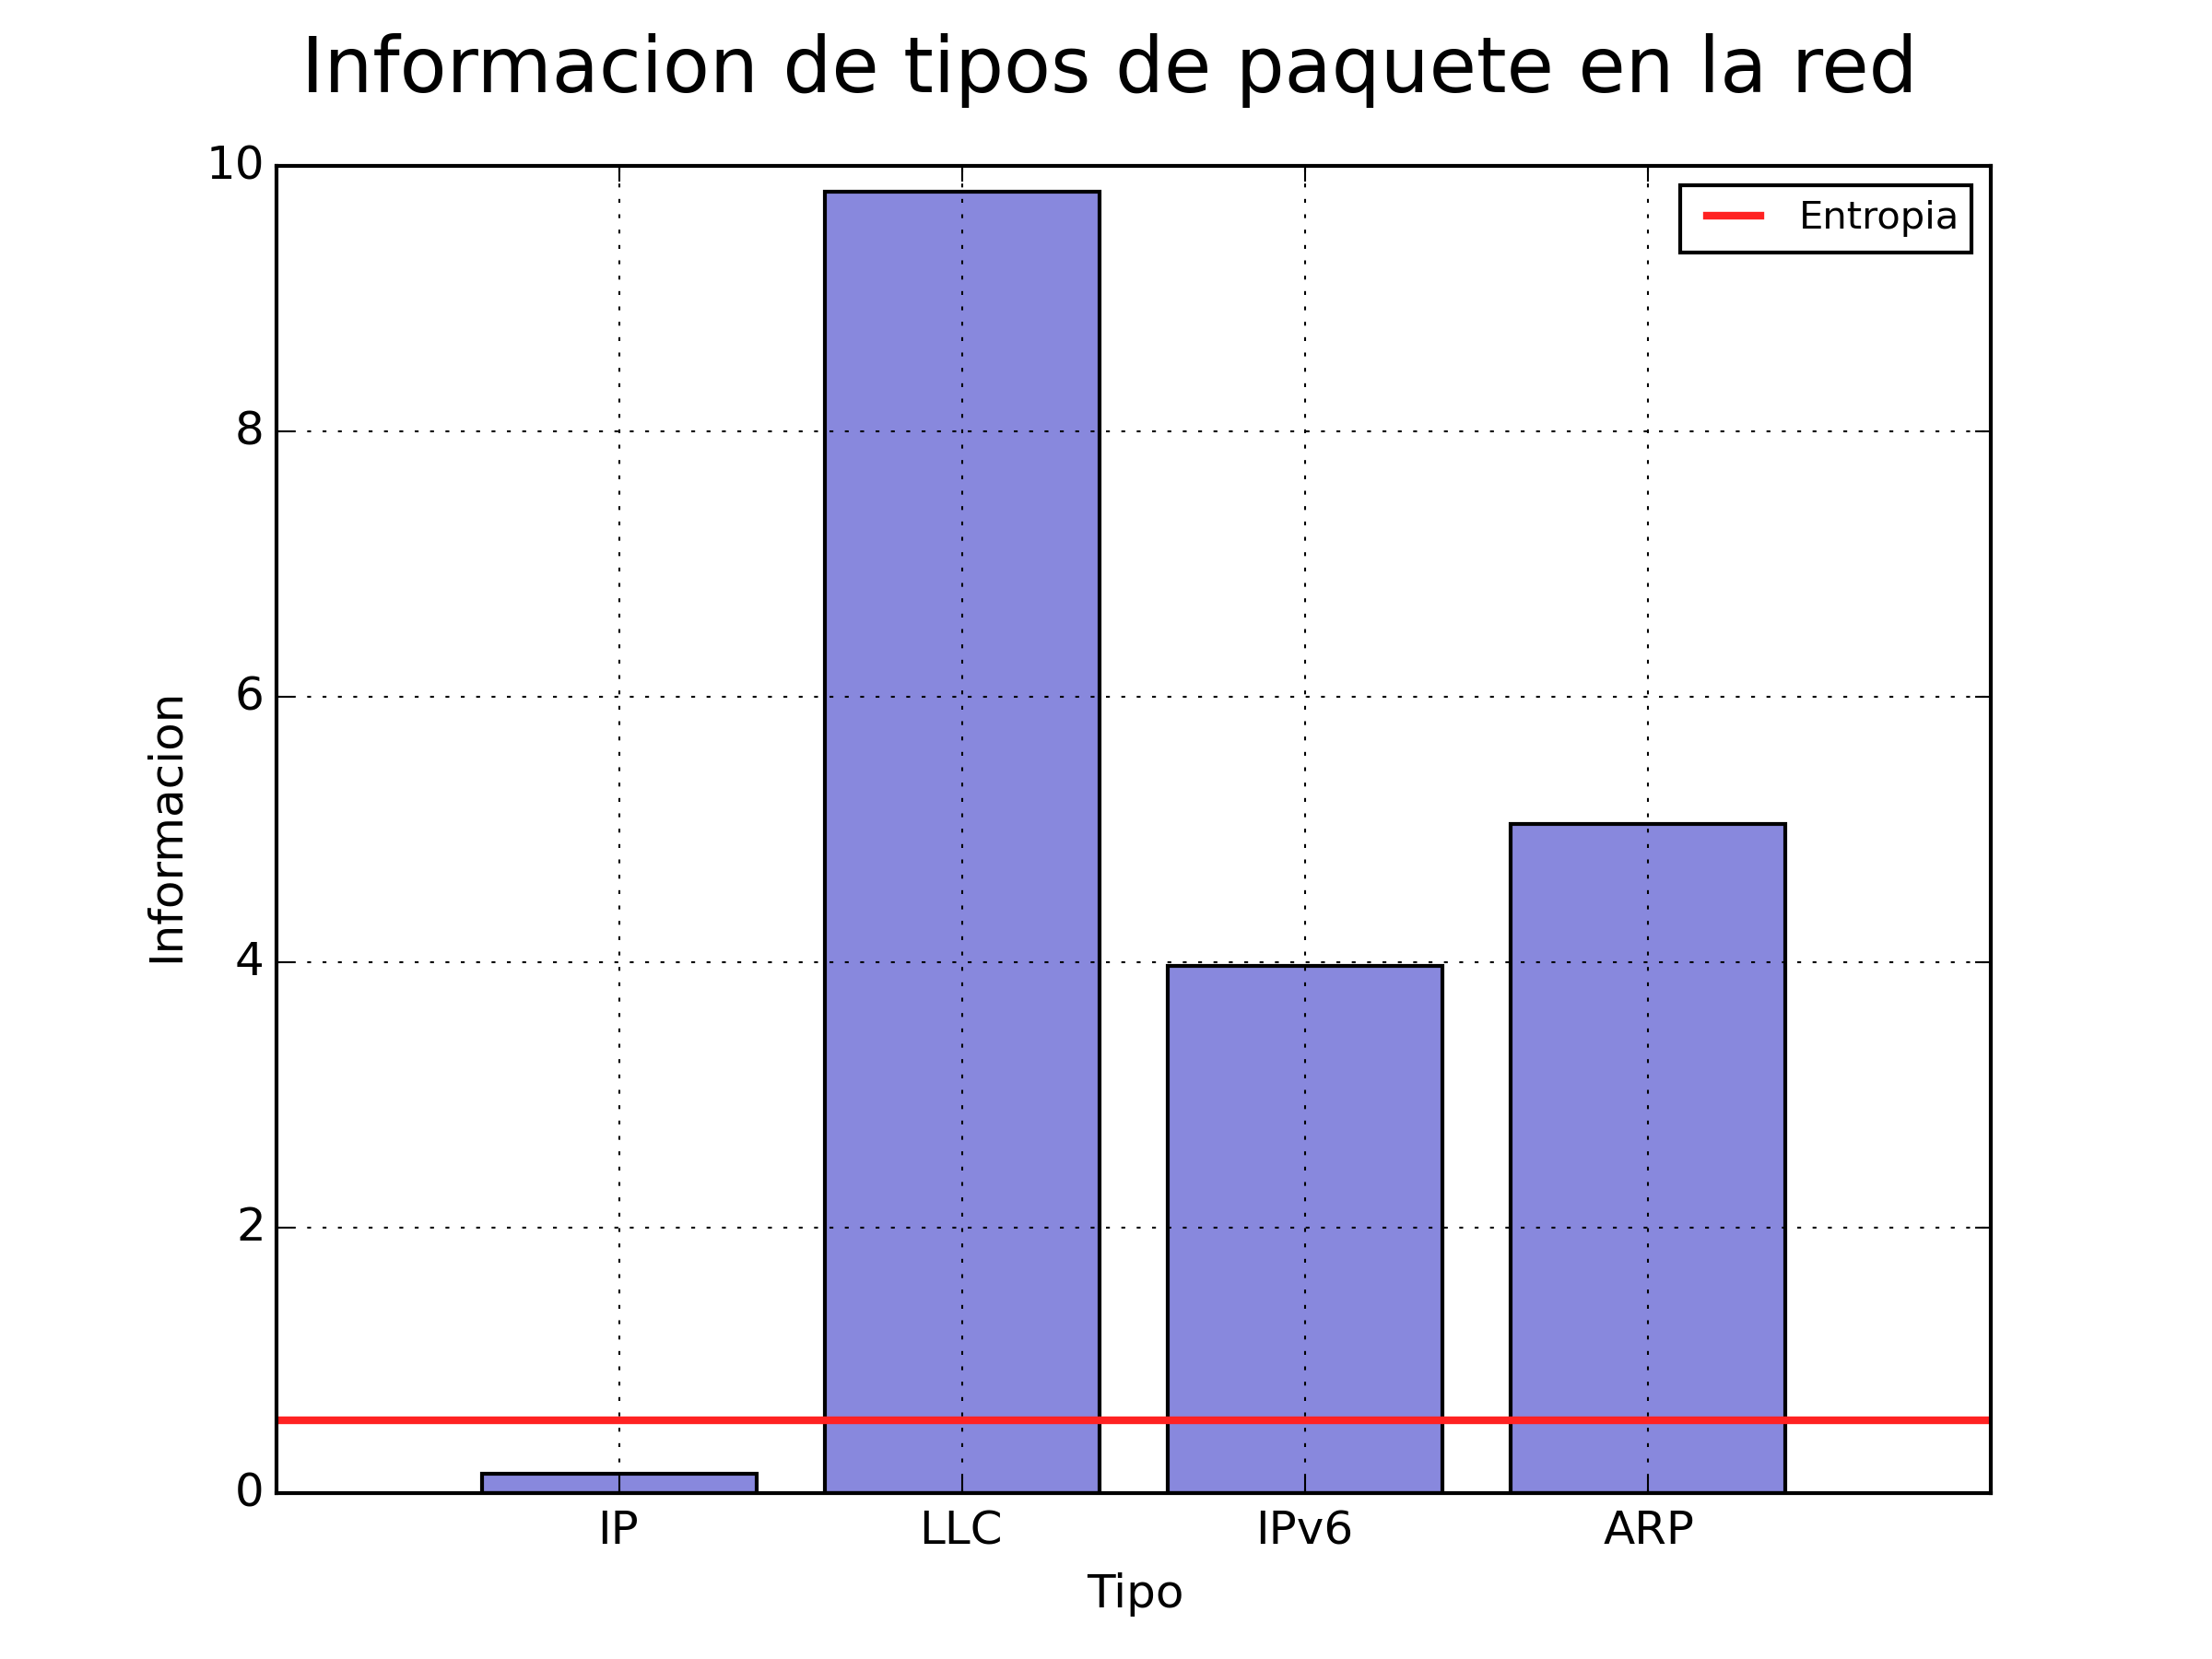 Informacion de tipos de paquete en la red
10
8
6
4
2
0
Informacion
Entropia
IP LLC IPv6 ARP
Tipo